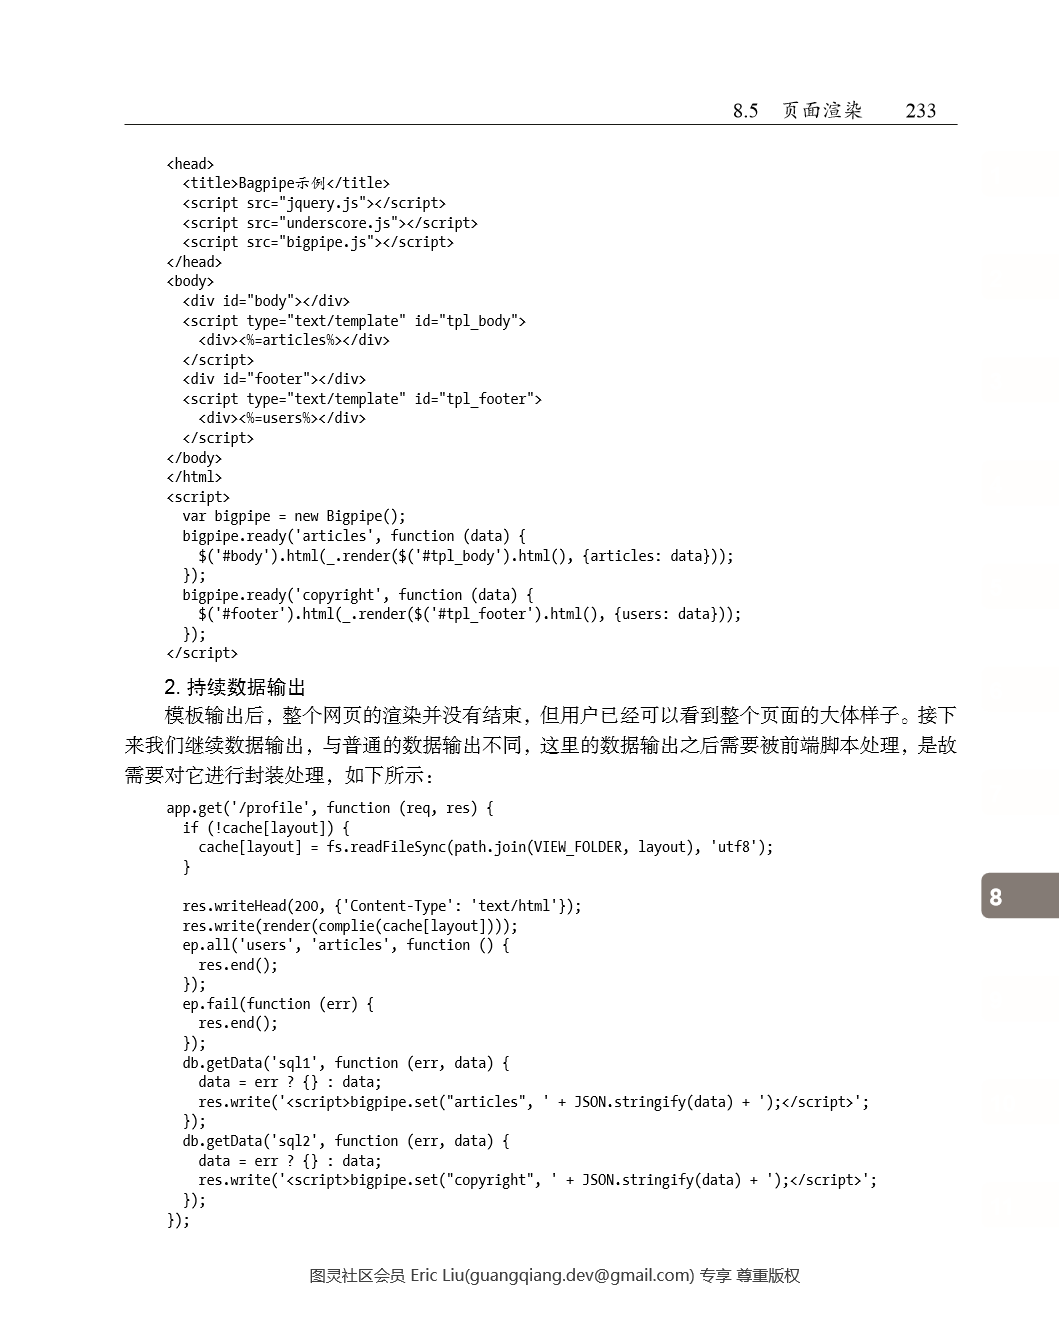 8.5 页面渲染 233
<head>
<title>Bagpipe示例</title>
<script src="jquery.js"></script>
<script src="underscore.js"></script>
<script src="bigpipe.js"></script>
</head>
<body>
<div id="body"></div>
<script type="text/template" id="tpl_body">
<div><%=articles%></div>
</script>
<div id="footer"></div>
<script type="text/template" id="tpl_footer">
<div><%=users%></div>
</script>
</body>
</html>
<script>
var bigpipe = new Bigpipe();
bigpipe.ready('articles', function (data) {
$('#body').html(_.render($('#tpl_body').html(), {articles: data}));
});
bigpipe.ready('copyright', function (data) {
$('#footer').html(_.render($('#tpl_footer').html(), {users: data}));
});
</script>
2. 持续数据输出
模板输出后，整个网页的渲染并没有结束，但用户已经可以看到整个页面的大体样子。接下
来我们继续数据输出，与普通的数据输出不同，这里的数据输出之后需要被前端脚本处理，是故
需要对它进行封装处理，如下所示：
app.get('/profile', function (req, res) {
if (!cache[layout]) {
cache[layout] = fs.readFileSync(path.join(VIEW_FOLDER, layout), 'utf8');
}
res.writeHead(200, {'Content-Type': 'text/html'});
res.write(render(complie(cache[layout])));
ep.all('users', 'articles', function () {
res.end();
});
ep.fail(function (err) {
res.end();
});
db.getData('sql1', function (err, data) {
data = err ? {} : data;
res.write('<script>bigpipe.set("articles", ' + JSON.stringify(data) + ');</script>';
});
db.getData('sql2', function (err, data) {
data = err ? {} : data;
res.write('<script>bigpipe.set("copyright", ' + JSON.stringify(data) + ');</script>';
});
});
8
图灵社区会员 Eric Liu(guangqiang.dev@gmail.com) 专享 尊重版权